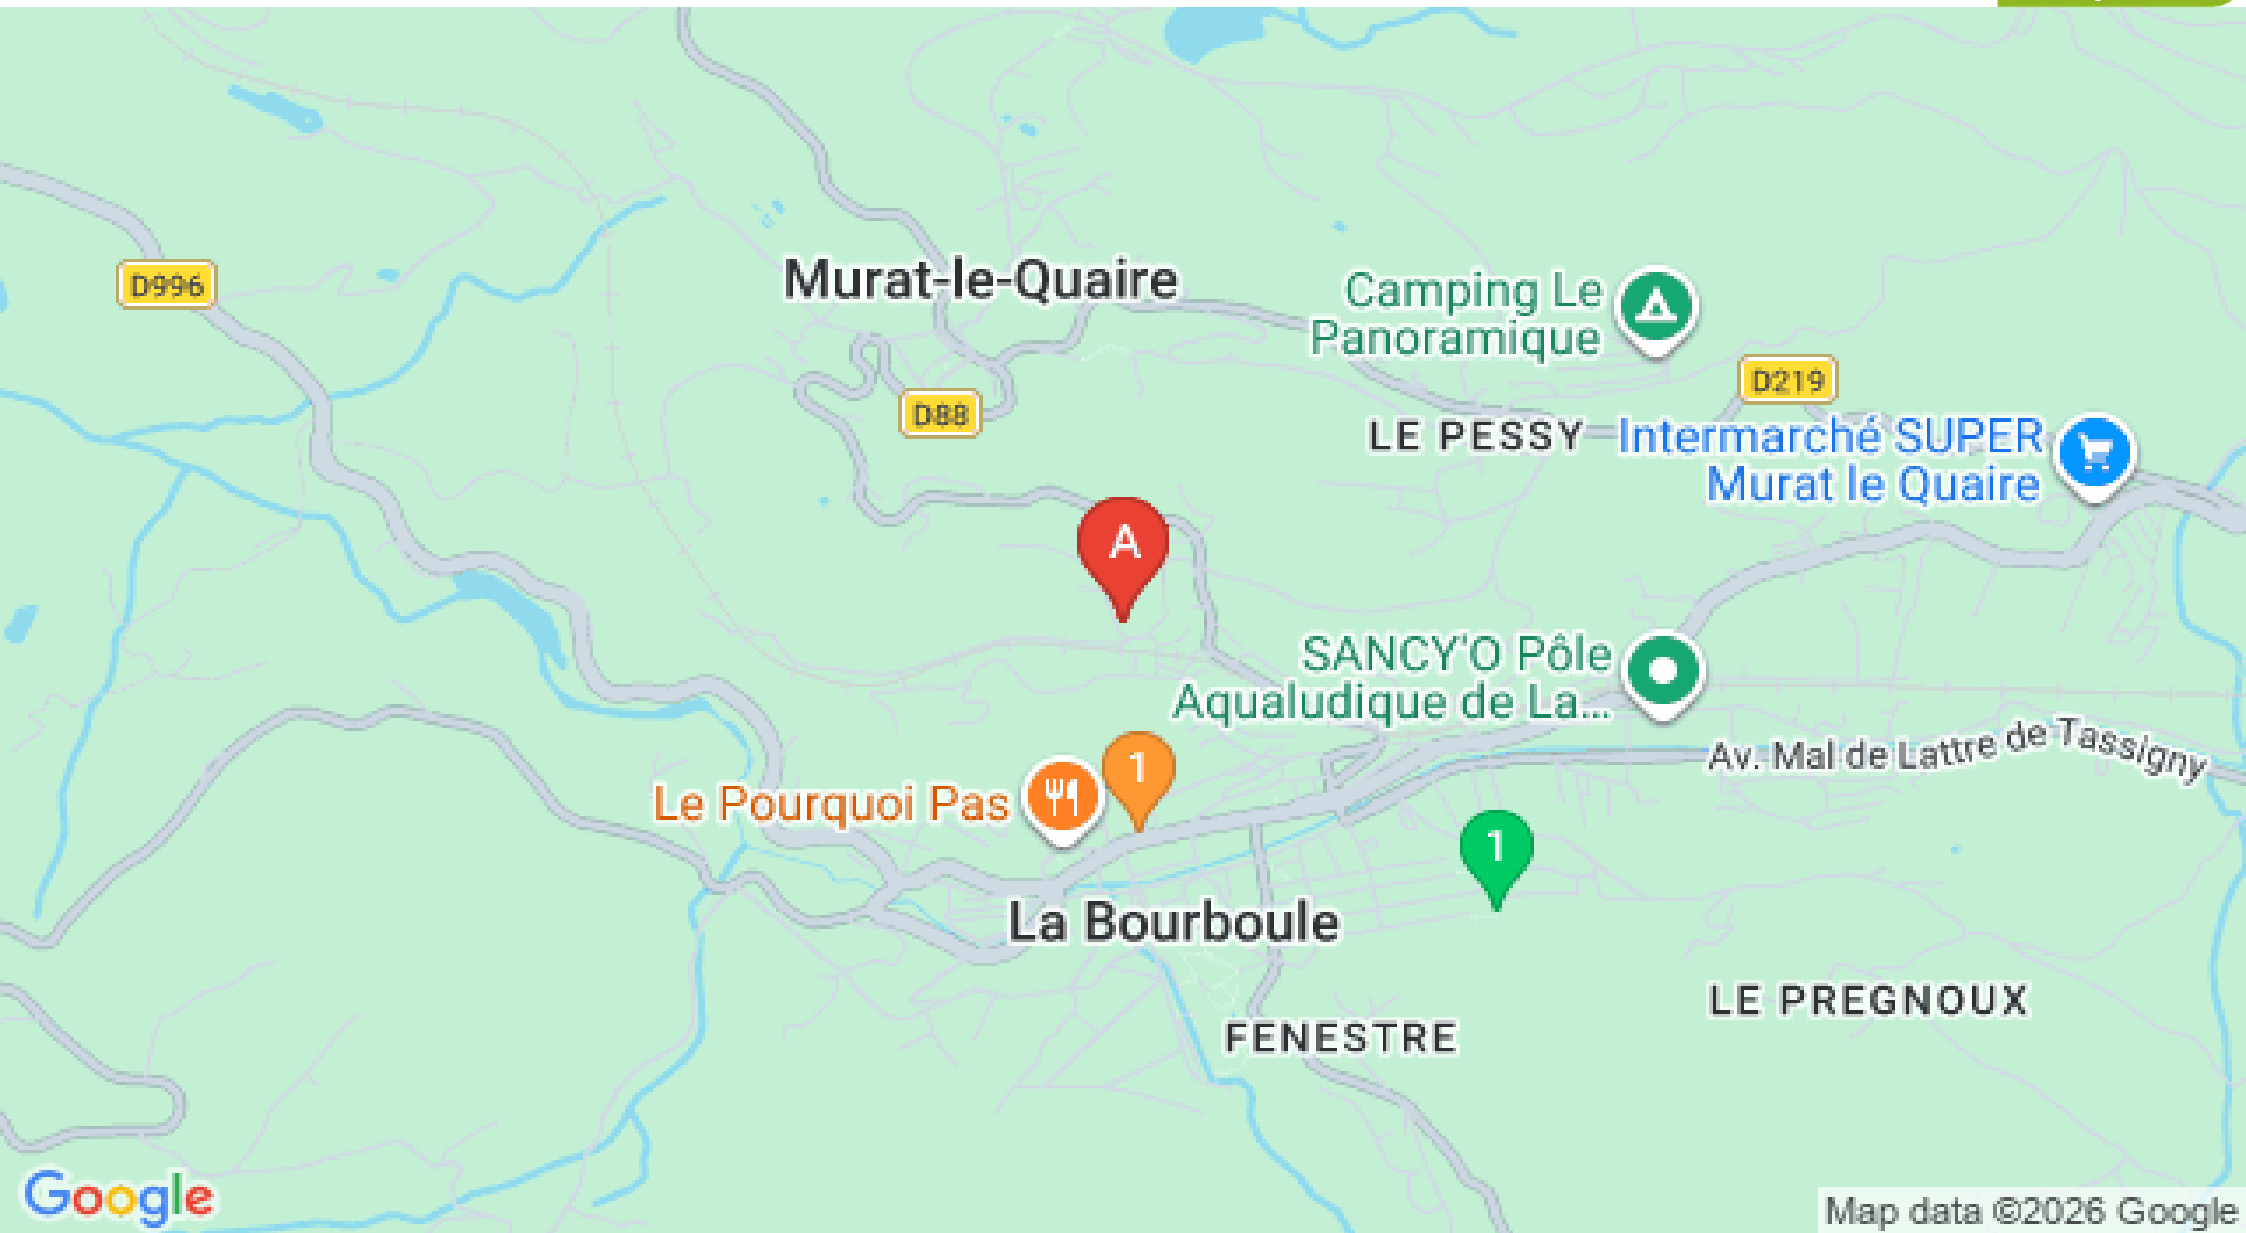 Murat-le-Quaire
D996
Camping Le
Panoramique
D219
D88
LE PESSY
Intermarché SUPER
Murat le Quaire
A
SANCY'O Pôle
Aqualudique de La...
Av. Mal de Lattre de Tassigny
1
Le Pourquoi Pas
1
La Bourboule
LE PREGNOUX
FENESTRE
Google
Map data ©2026 Google